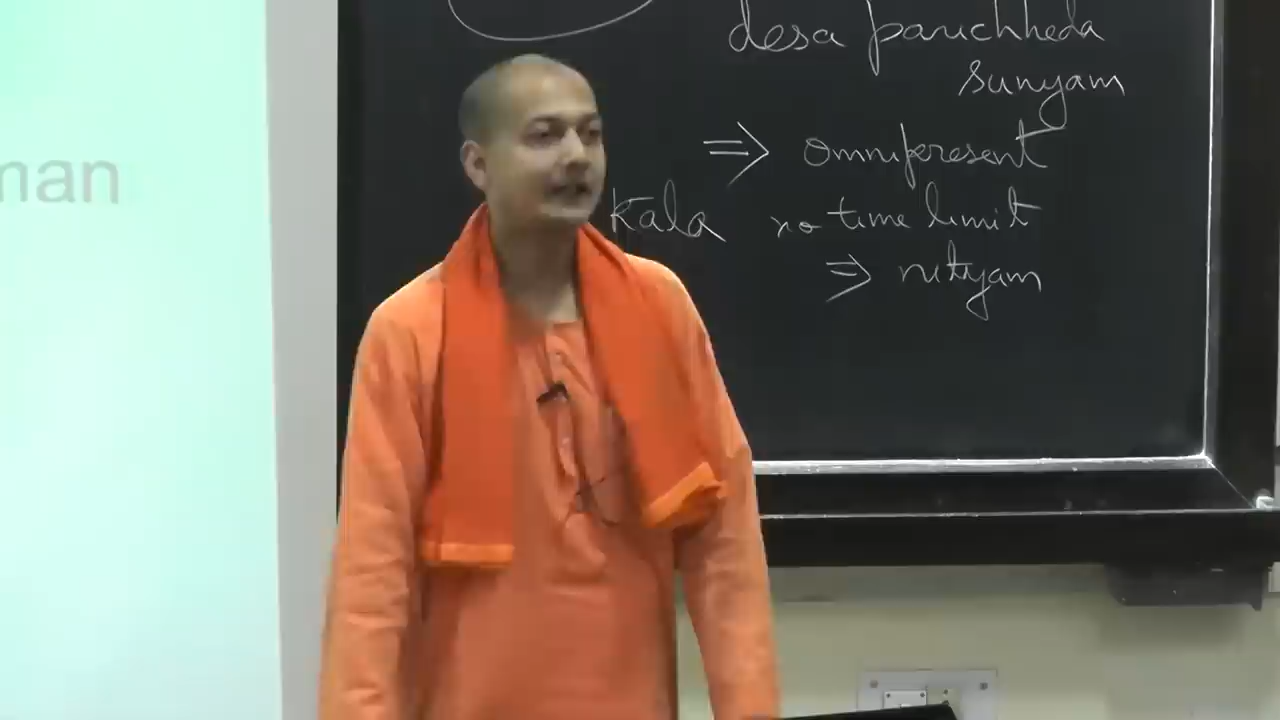 man
desa parichheda
sunyam
⇒ omnipresent
Kala no time limit
⇒ nityam